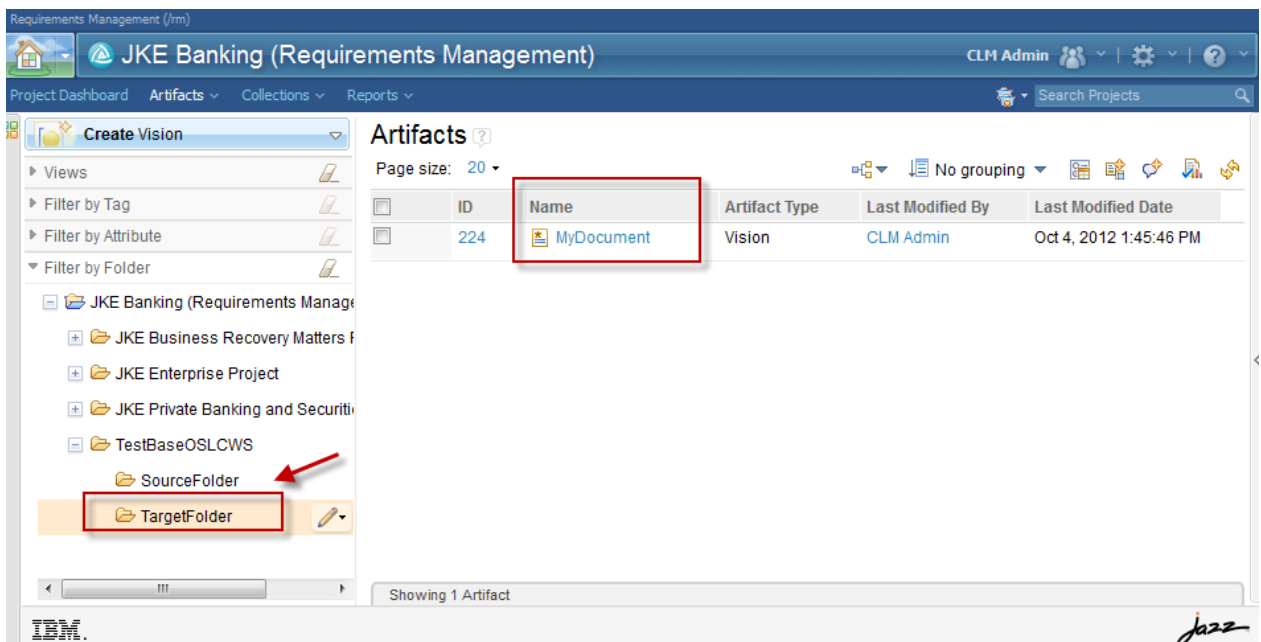 Requirements Management (/rm)
JKE Banking (Requirements Management)
CLM Admin
Project Dashboard Artifacts Collections Reports
Search Projects
Create Vision
Views
Filter by Tag
Filter by Attribute
Filter by Folder
JKE Banking (Requirements Manage
JKE Business Recovery Matters
JKE Enterprise Project
JKE Private Banking and Securiti
TestBaseOSLCWS
SourceFolder
TargetFolder
Artifacts
Page size: 20
No grouping
ID Name Artifact Type Last Modified By Last Modified Date
224 MyDocument Vision CLM Admin Oct 4, 2012 1:45:46 PM
Showing 1 Artifact
IBM.
jazz